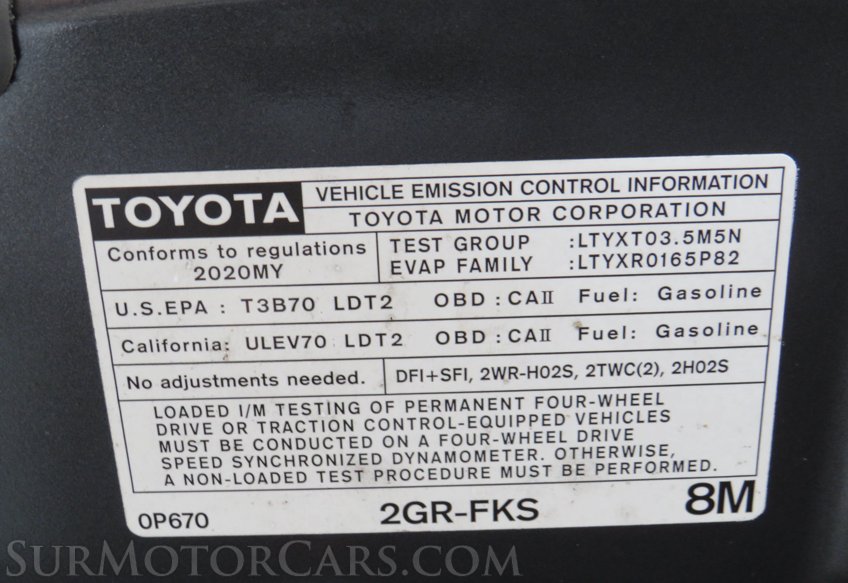 TOYOTA
VEHICLE EMISSION CONTROL INFORMATION
TOYOTA MOTOR CORPORATION
Conforms to regulations
2020MY
TEST GROUP :LTYXT03.5M5N
EVAP FAMILY :LTYXR0165P82
U.S.EPA : T3B70 LDT2 OBD : CAII Fuel: Gasoline
California: ULEV70 LDT2 OBD : CAII Fuel: Gasoline
No adjustments needed.
DFI+SFI, 2WR-HO2S, 2TWC(2), 2HO2S
LOADED I/M TESTING OF PERMANENT FOUR-WHEEL
DRIVE OR TRACTION CONTROL-EQUIPPED VEHICLES
MUST BE CONDUCTED ON A FOUR-WHEEL DRIVE
SPEED SYNCHRONIZED DYNAMOMETER. OTHERWISE,
A NON-LOADED TEST PROCEDURE MUST BE PERFORMED.
0P670
2GR-FKS
8M
SURMOTORCARS.COM